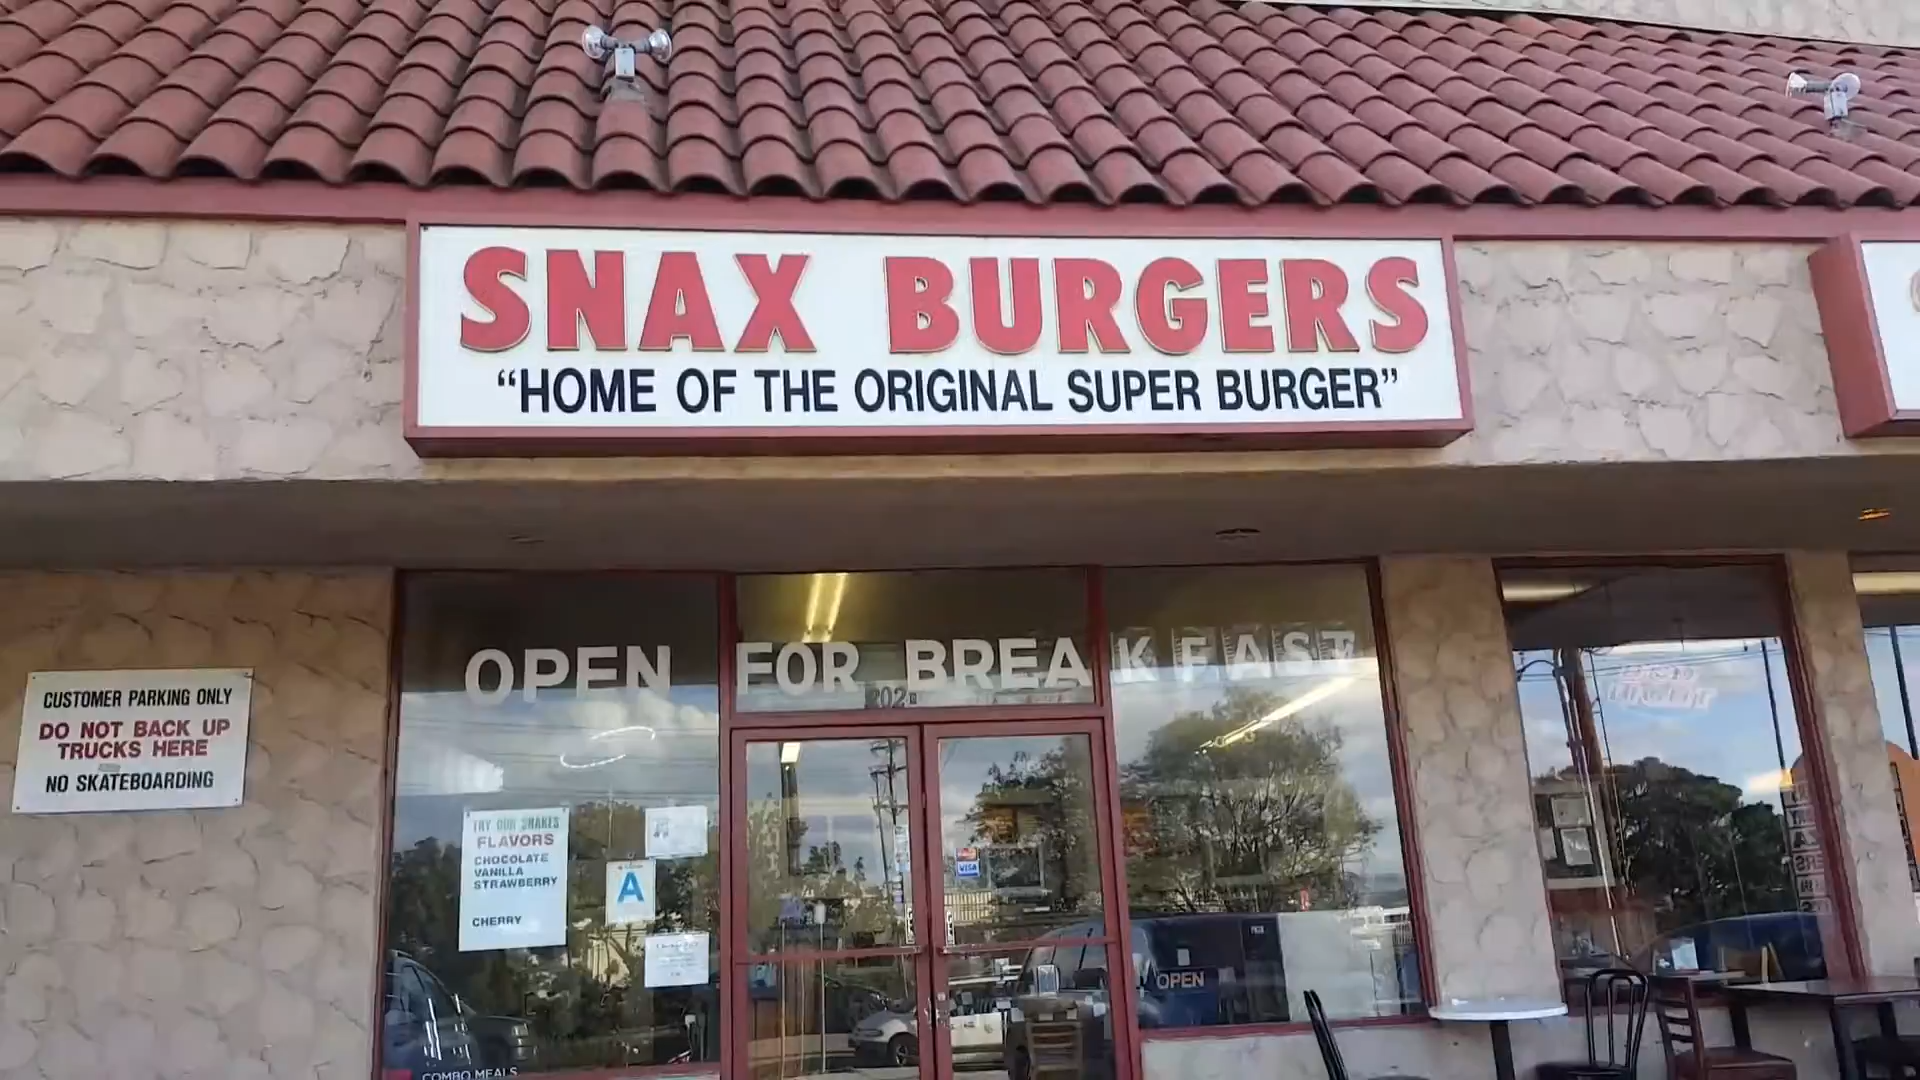 SNAX BURGERS
“HOME OF THE ORIGINAL SUPER BURGER”
OPEN FOR BREAKFAST
CUSTOMER PARKING ONLY
DO NOT BACK UP
TRUCKS HERE
NO SKATEBOARDING
TRY OUR SHAKES
FLAVORS
CHOCOLATE
VANILLA
STRAWBERRY
CHERRY
A
VISA
OPEN
COMBO MEALS